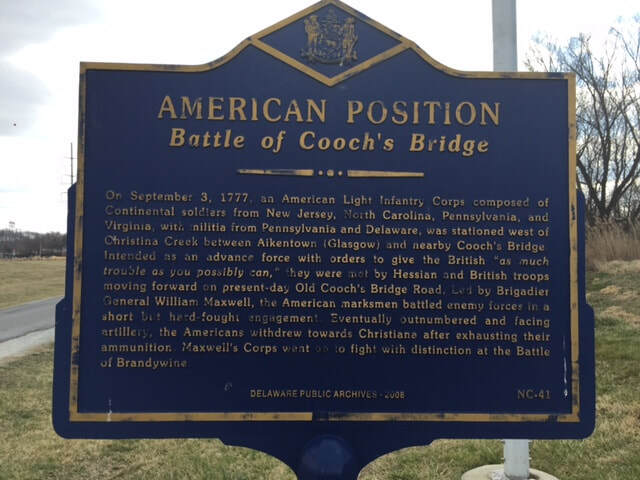 AMERICAN POSITION
Battle of Cooch's Bridge
On September 3, 1777, an American Light Infantry Corps composed of
Continental soldiers from New Jersey, North Carolina, Pennsylvania, and
Virginia, with militia from Pennsylvania and Delaware, was stationed west of
Christina Creek between Aikentown (Glasgow) and nearby Cooch's Bridge.
Intended as an advance force with orders to give the British "as much
trouble as you possibly can," they were met by Hessian and British troops
moving forward on present-day Old Cooch's Bridge Road. Led by Brigadier
General William Maxwell, the American marksmen battled enemy forces in a
short but hard-fought engagement. Eventually outnumbered and facing
artillery, the Americans withdrew towards Christiana after exhausting their
ammunition. Maxwell's Corps went on to fight with distinction at the Battle
of Brandywine.
DELAWARE PUBLIC ARCHIVES - 2008 NC-41